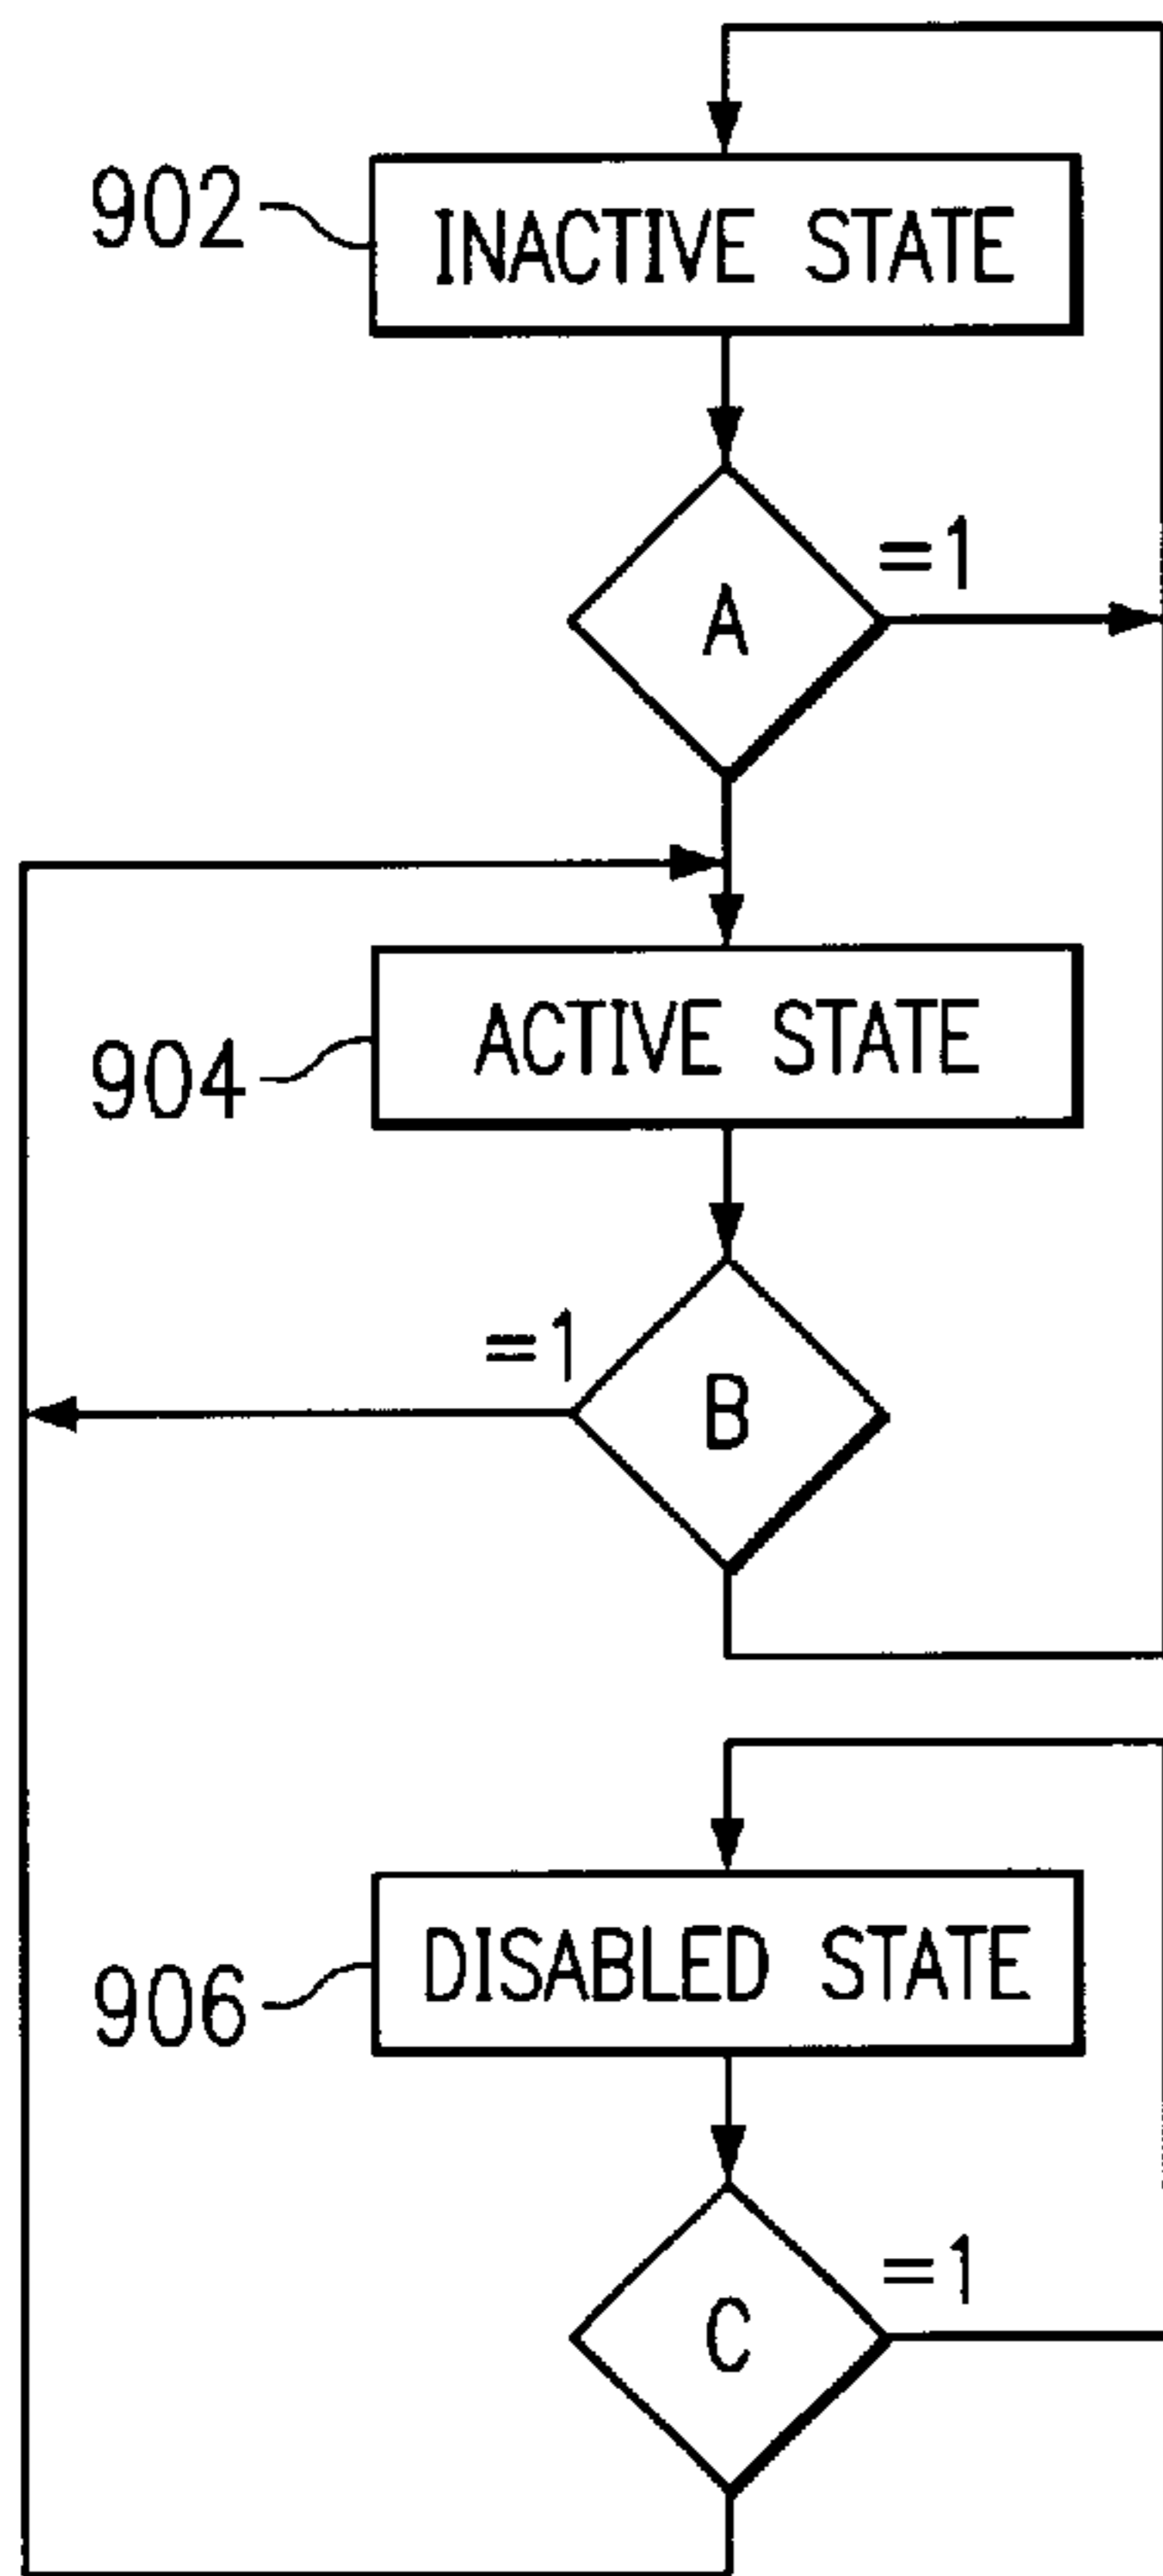 902
INACTIVE STATE
A
=1
904
ACTIVE STATE
=1
B
906
DISABLED STATE
C
=1